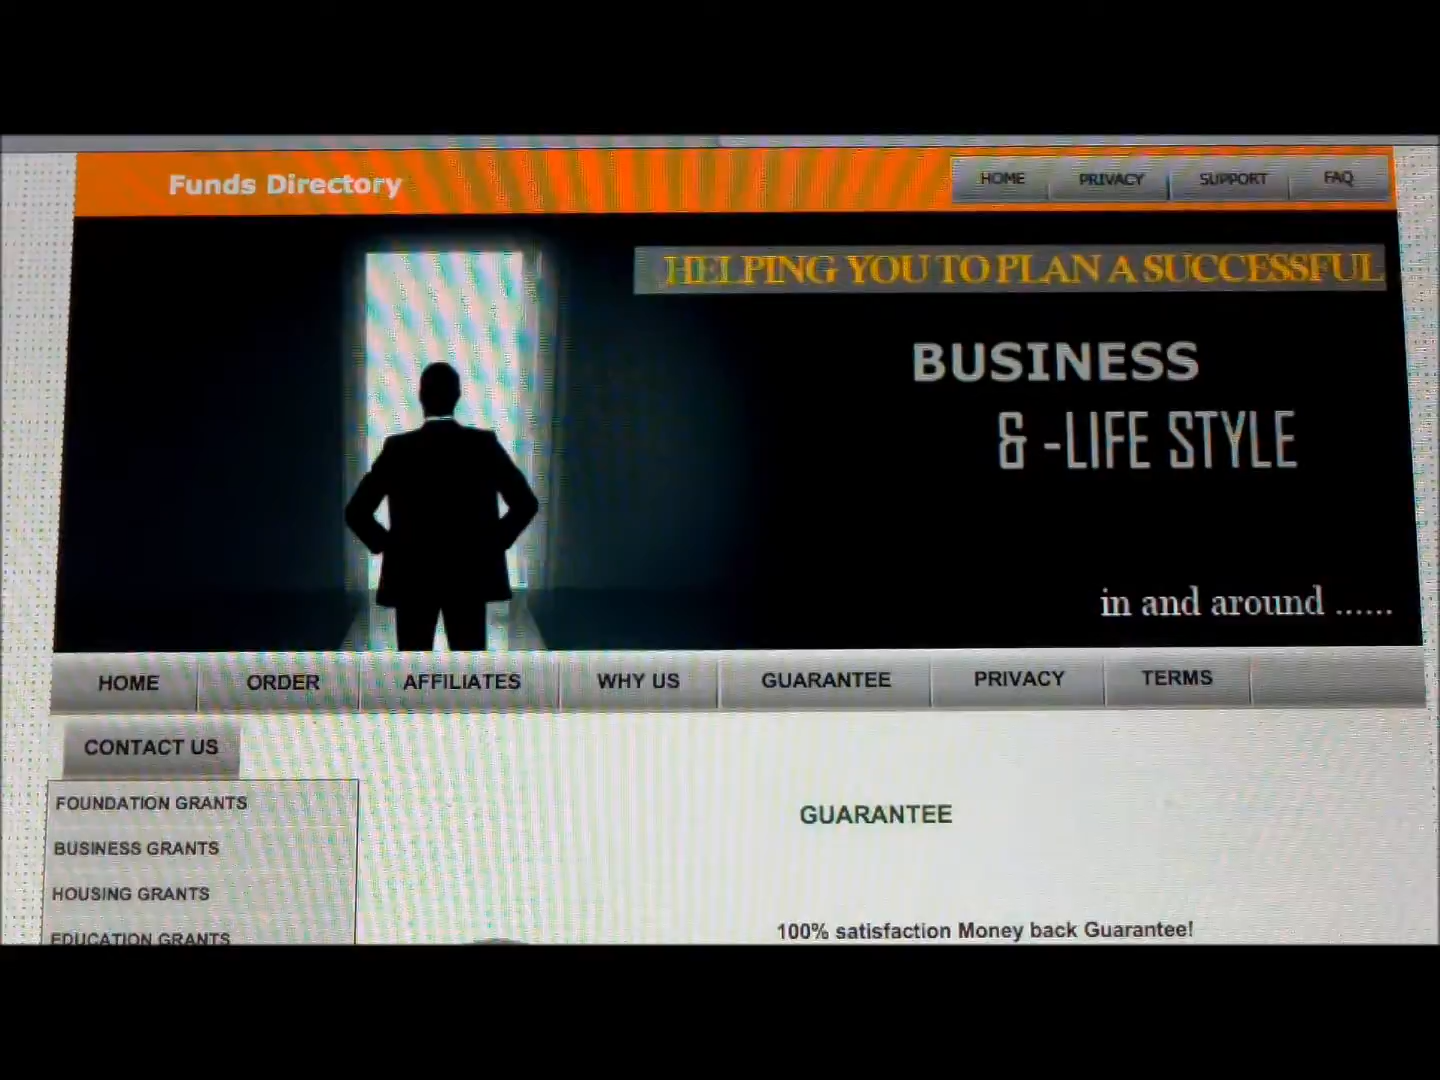 Funds Directory
HOME PRIVACY SUPPORT FAQ
HELPING YOU TO PLAN A SUCCESSFUL
BUSINESS
& -LIFE STYLE
in and around ......
HOME ORDER AFFILIATES WHY US GUARANTEE PRIVACY TERMS
CONTACT US
FOUNDATION GRANTS
BUSINESS GRANTS
HOUSING GRANTS
EDUCATION GRANTS
GUARANTEE
100% satisfaction Money back Guarantee!